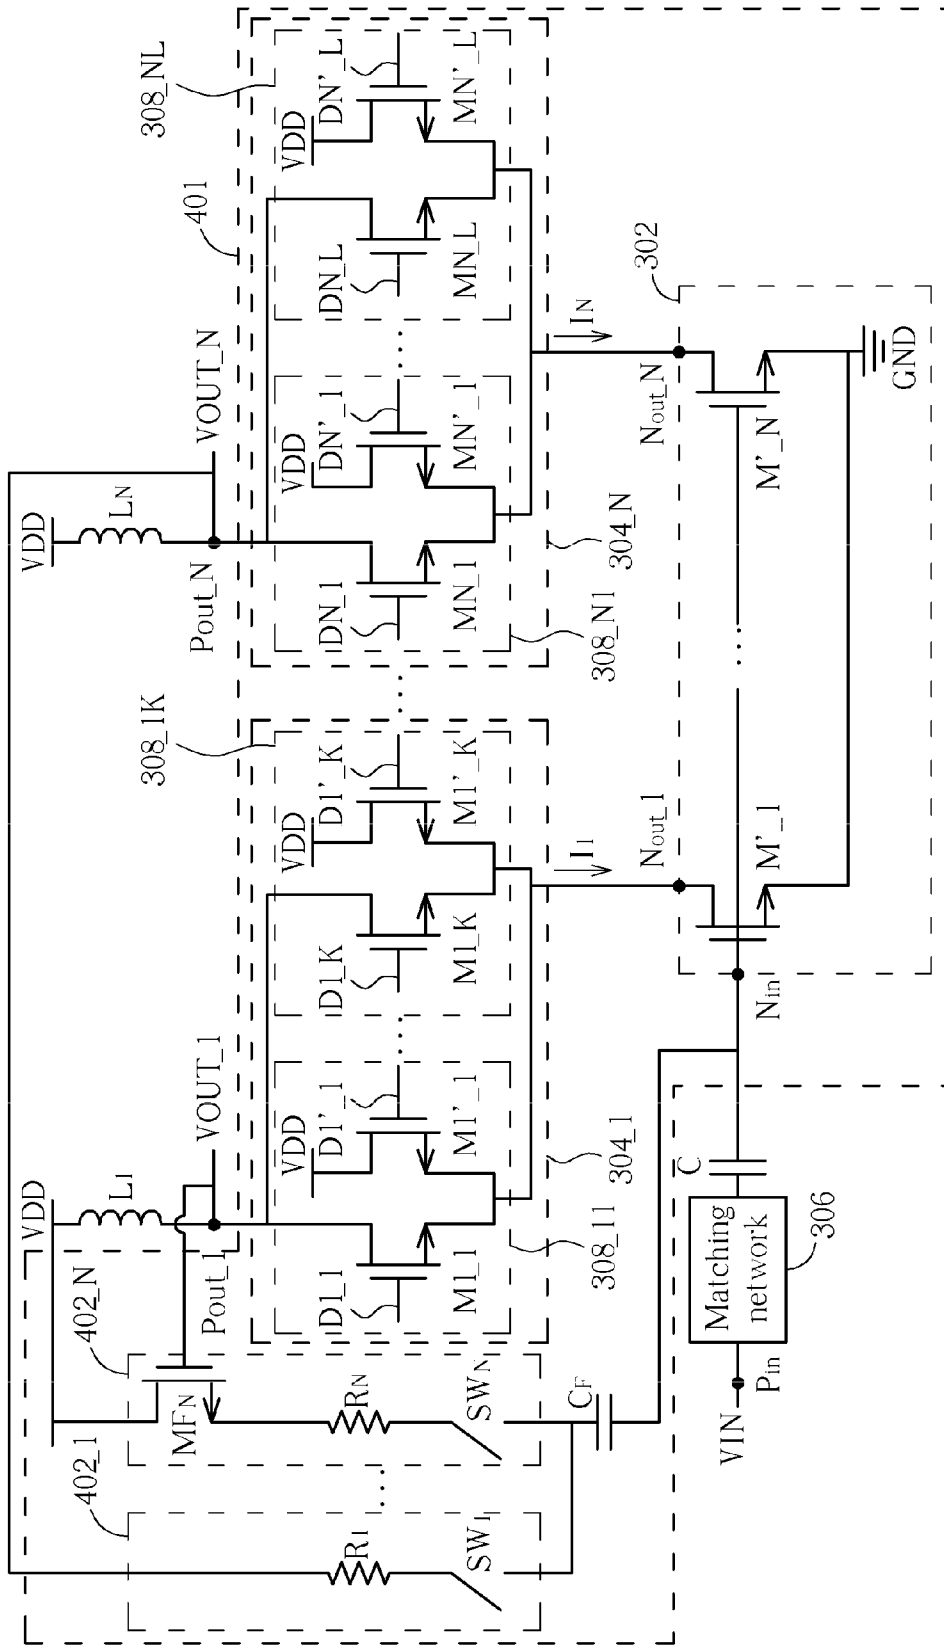 VDD
LN
Pout_N
VOUT_N
401
308_NL
VDD
L1
Pout_1
VOUT_1
308_1K
402_1
402_N
MFN
R1
RN
SW1
SWN
CF
D1_1
M1_1
VDD
D1'_1
M1'_1
D1_K
M1_K
VDD
D1'_K
M1'_K
DN_1
MN_1
VDD
DN'_1
MN'_1
DN_L
MN_L
VDD
DN'_L
MN'_L
308_11
304_1
308_N1
304_N
I1
IN
Nout_1
Nout_N
302
M'_1
M'_N
GND
Nin
C
Matching
network
306
Pin
VIN